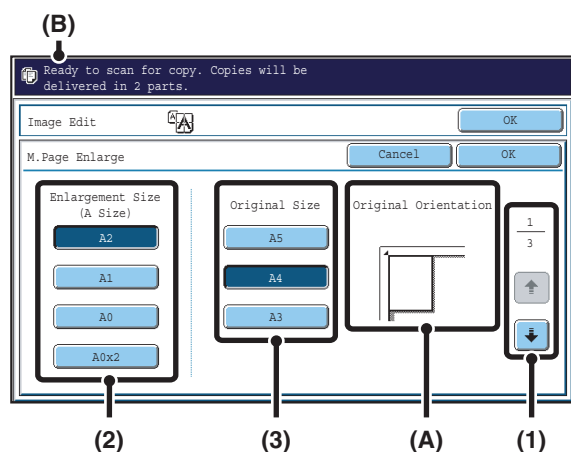 (B)
Ready to scan for copy. Copies will be
delivered in 2 parts.
Image Edit
A
A
OK
M.Page Enlarge
Cancel
OK
Enlargement Size
(A Size)
A2
A1
A0
A0x2
Original Size
A5
A4
A3
Original Orientation
1
3
(2)
(3)
(A)
(1)